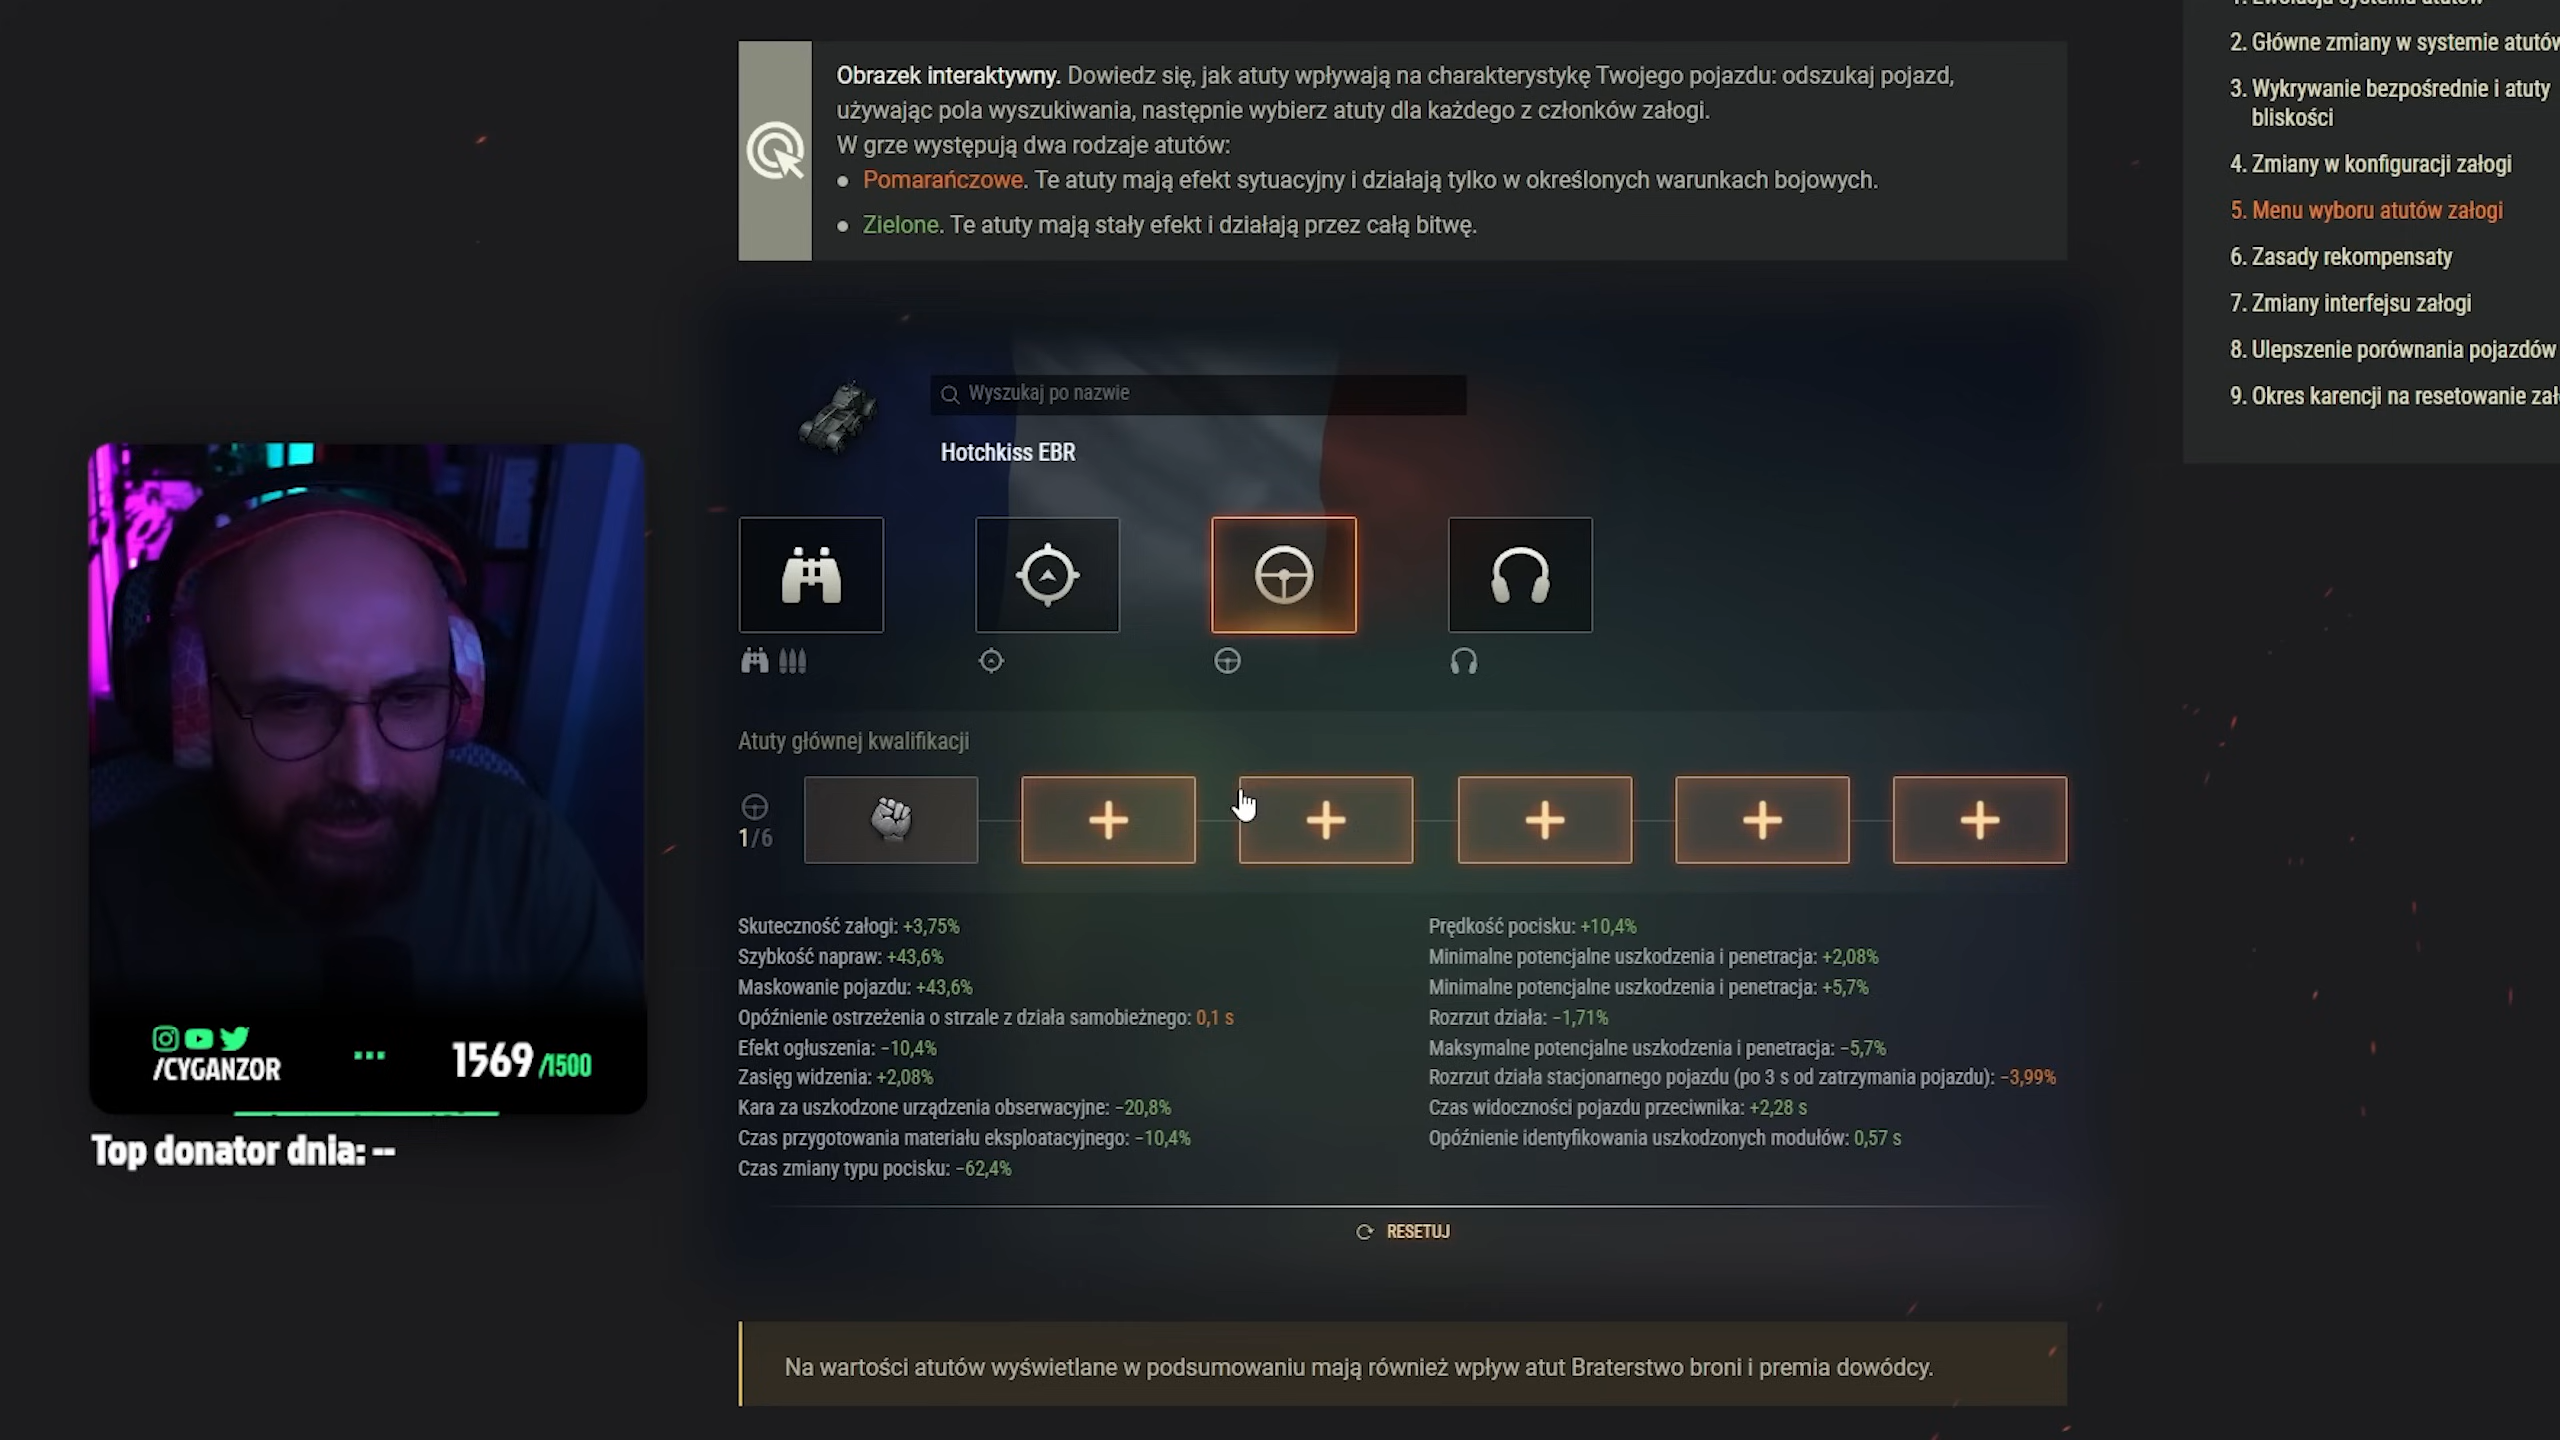 Obrazek interaktywny. Dowiedz się, jak atuty wpływają na charakterystykę Twojego pojazdu: odszukaj pojazd,
używając pola wyszukiwania, następnie wybierz atuty dla każdego z członków załogi.
W grze występują dwa rodzaje atutów:
Pomarańczowe. Te atuty mają efekt sytuacyjny i działają tylko w określonych warunkach bojowych.
Zielone. Te atuty mają stały efekt i działają przez całą bitwę.
2. Główne zmiany w systemie atutów
3. Wykrywanie bezpośrednie i atuty
bliskości
4. Zmiany w konfiguracji załogi
5. Menu wyboru atutów załogi
6. Zasady rekompensaty
7. Zmiany interfejsu załogi
8. Ulepszenie porównania pojazdów
9. Okres karencji na resetowanie zał
Wyszukaj po nazwie
Hotchkiss EBR
Atuty głównej kwalifikacji
1/6
Skuteczność załogi: +3,75%
Szybkość napraw: +43,6%
Maskowanie pojazdu: +43,6%
Opóźnienie ostrzeżenia o strzale z działa samobieżnego: 0,1 s
Efekt ogłuszenia: -10,4%
Zasięg widzenia: +2,08%
Kara za uszkodzone urządzenia obserwacyjne: -20,8%
Czas przygotowania materiału eksploatacyjnego: -10,4%
Czas zmiany typu pocisku: -62,4%
Prędkość pocisku: +10,4%
Minimalne potencjalne uszkodzenia i penetracja: +2,08%
Minimalne potencjalne uszkodzenia i penetracja: +5,7%
Rozrzut działa: -1,71%
Maksymalne potencjalne uszkodzenia i penetracja: -5,7%
Rozrzut działa stacjonarnego pojazdu (po 3 s od zatrzymania pojazdu): -3,99%
Czas widoczności pojazdu przeciwnika: +2,28 s
Opóźnienie identyfikowania uszkodzonych modułów: 0,57 s
RESETUJ
Na wartości atutów wyświetlane w podsumowaniu mają również wpływ atut Braterstwo broni i premia dowódcy.
/CYGANZOR
...
1569 /1500
Top donator dnia: --